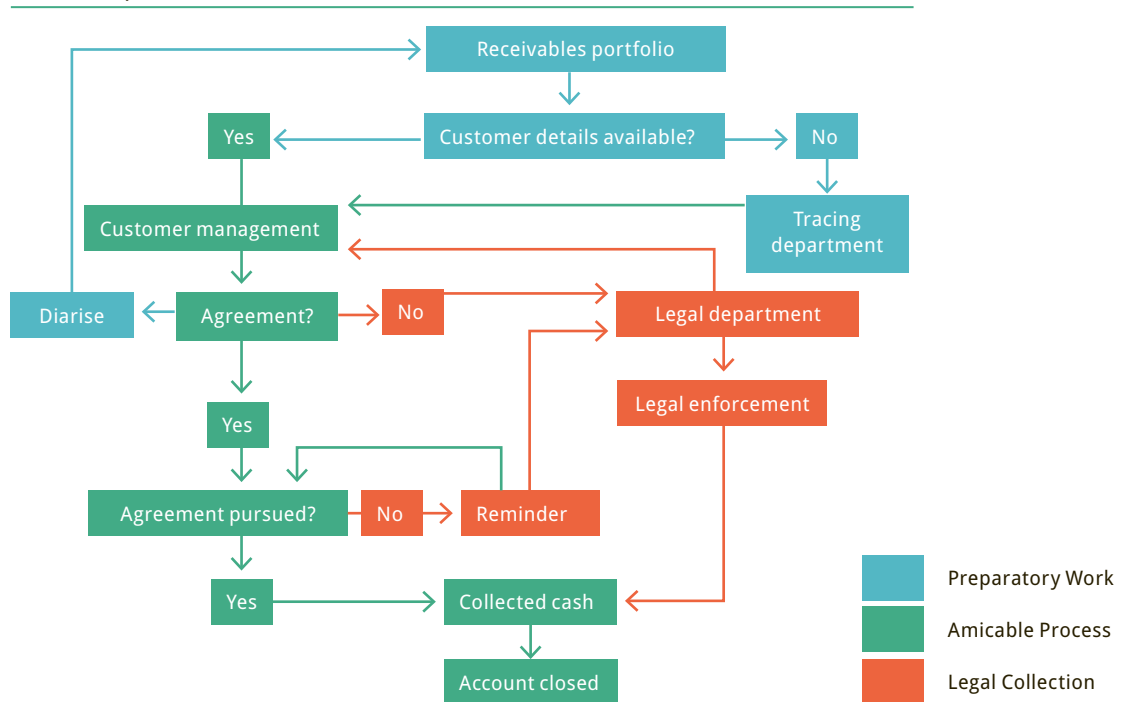 Receivables portfolio
Yes
Customer details available?
No
Customer management
Tracing
department
Diarise
Agreement?
No
Legal department
Legal enforcement
Yes
Agreement pursued?
No
Reminder
Yes
Collected cash
Account closed
Preparatory Work
Amicable Process
Legal Collection